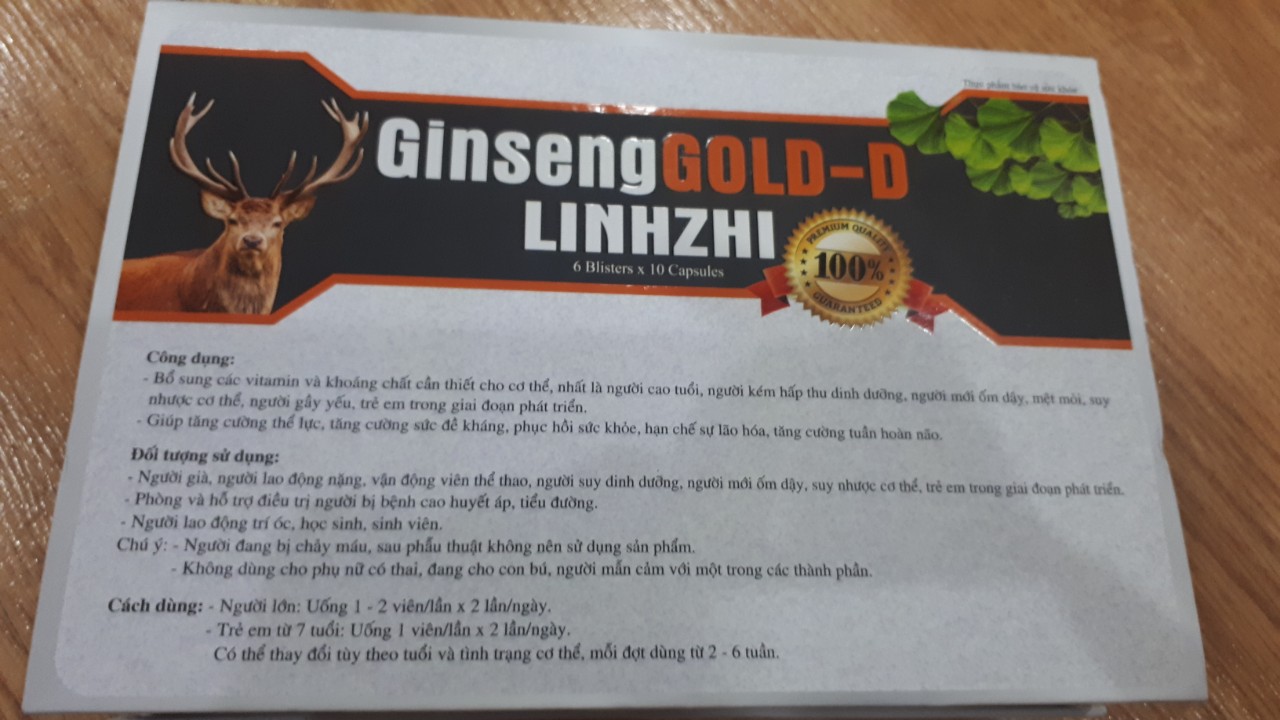 Thực phẩm bảo vệ sức khỏe
GinsengGOLD-D
LINHZHI
6 Blisters x 10 Capsules
PREMIUM QUALITY
100%
GUARANTEED
Công dụng:
- Bổ sung các vitamin và khoáng chất cần thiết cho cơ thể, nhất là người cao tuổi, người kém hấp thu dinh dưỡng, người mới ốm dậy, mệt mỏi, suy
nhược cơ thể, người gầy yếu, trẻ em trong giai đoạn phát triển.
- Giúp tăng cường thể lực, tăng cường sức đề kháng, phục hồi sức khỏe, hạn chế sự lão hóa, tăng cường tuần hoàn não.
Đối tượng sử dụng:
- Người già, người lao động nặng, vận động viên thể thao, người suy dinh dưỡng, người mới ốm dậy, suy nhược cơ thể, trẻ em trong giai đoạn phát triển.
- Phòng và hỗ trợ điều trị người bị bệnh cao huyết áp, tiểu đường.
- Người lao động trí óc, học sinh, sinh viên.
Chú ý: - Người đang bị chảy máu, sau phẫu thuật không nên sử dụng sản phẩm.
- Không dùng cho phụ nữ có thai, đang cho con bú, người mẫn cảm với một trong các thành phần.
Cách dùng: - Người lớn: Uống 1 - 2 viên/lần x 2 lần/ngày.
- Trẻ em từ 7 tuổi: Uống 1 viên/lần x 2 lần/ngày.
Có thể thay đổi tùy theo tuổi và tình trạng cơ thể, mỗi đợt dùng từ 2 - 6 tuần.